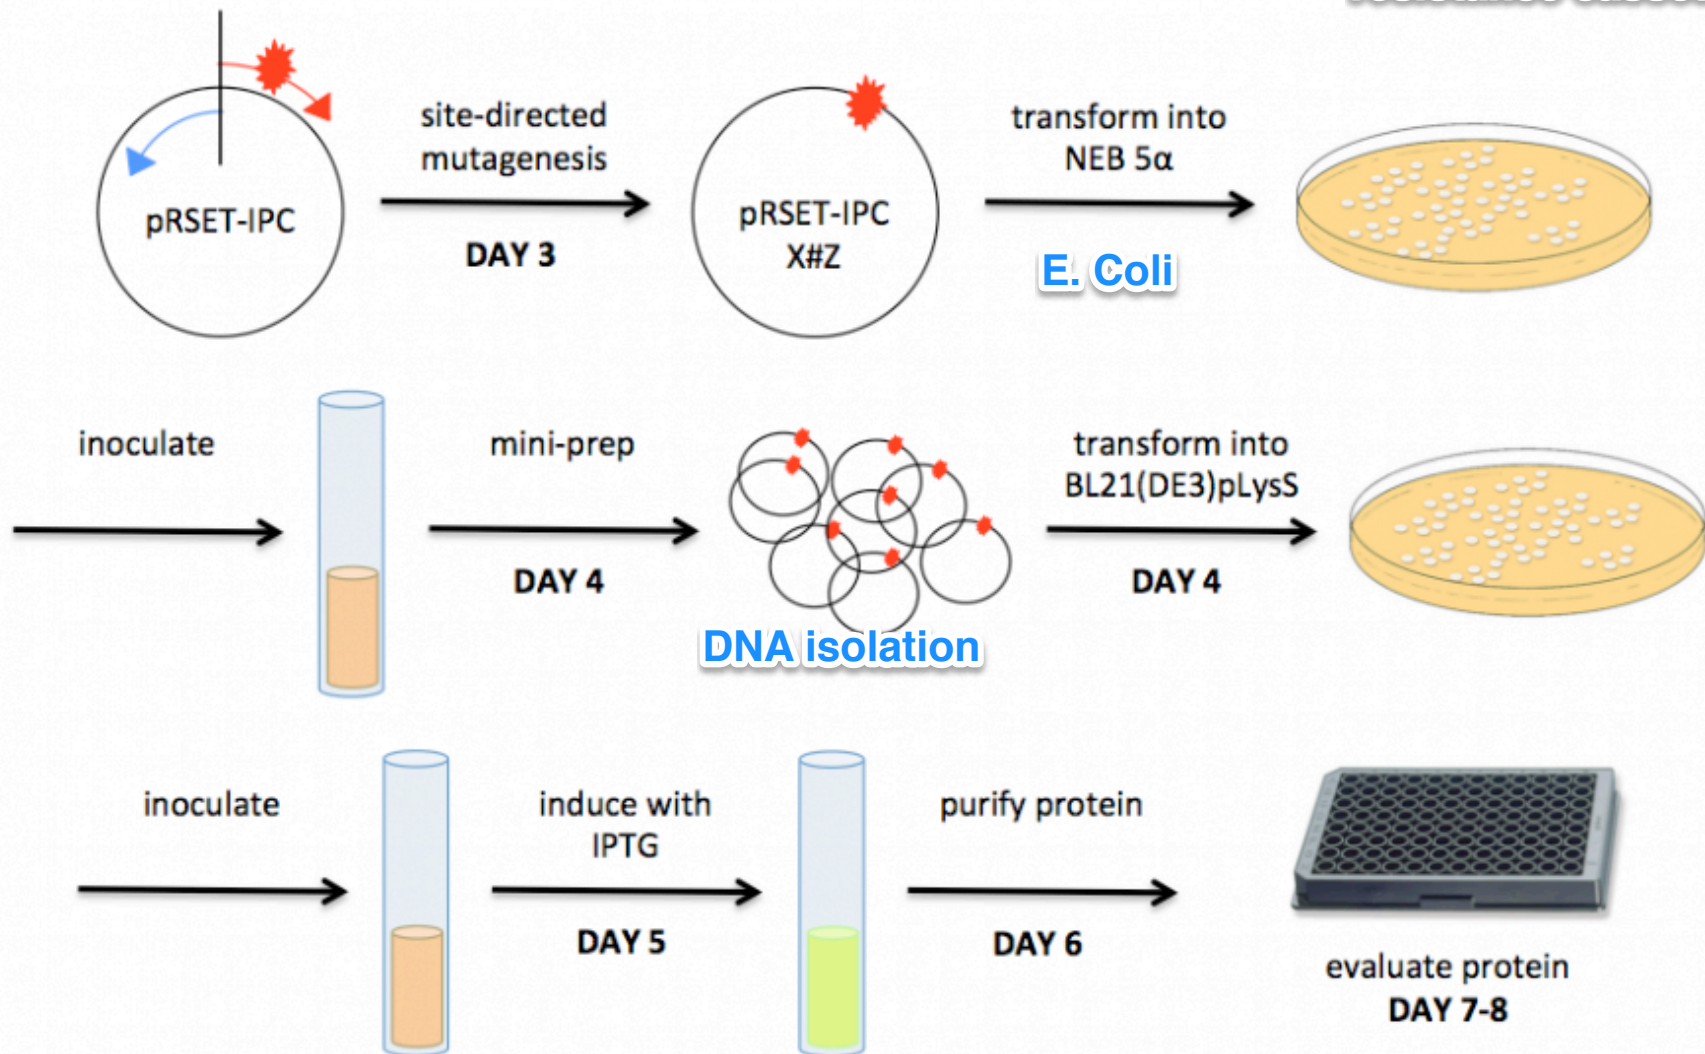 site-directed
mutagenesis
DAY 3
pRSET-IPC
pRSET-IPC
X#Z
transform into
NEB 5α
E. Coli
inoculate
mini-prep
DAY 4
DNA isolation
transform into
BL21(DE3)pLysS
DAY 4
inoculate
induce with
IPTG
DAY 5
purify protein
DAY 6
evaluate protein
DAY 7-8